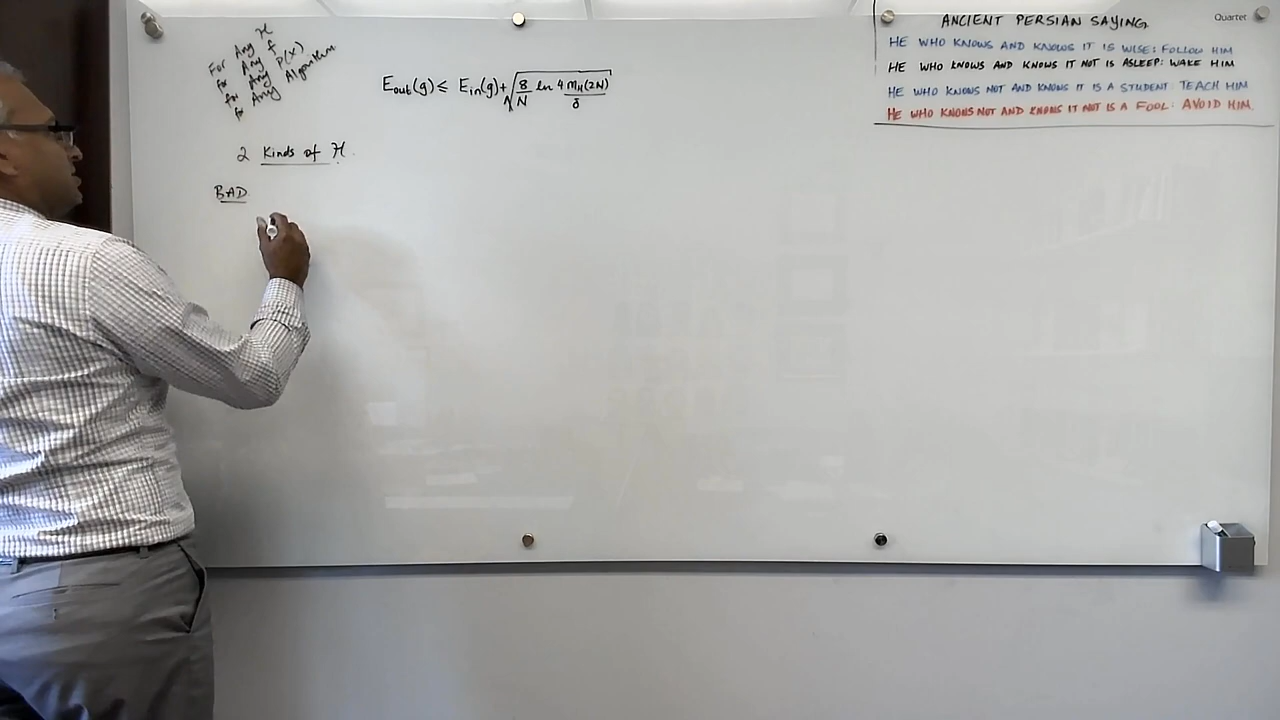 For Any H
for Any f
for Any P(X)
for Any Algorithm
E_out(g) ≤ E_in(g) + √(8/N ln 4 m_H(2N)/δ)
2 Kinds of H.
BAD
ANCIENT PERSIAN SAYING
HE WHO KNOWS AND KNOWS IT IS WISE: FOLLOW HIM
HE WHO KNOWS AND KNOWS IT NOT IS ASLEEP: WAKE HIM
HE WHO KNOWS NOT AND KNOWS IT IS A STUDENT: TEACH HIM
HE WHO KNOWS NOT AND KNOWS IT NOT IS A FOOL: AVOID HIM.
Quartet